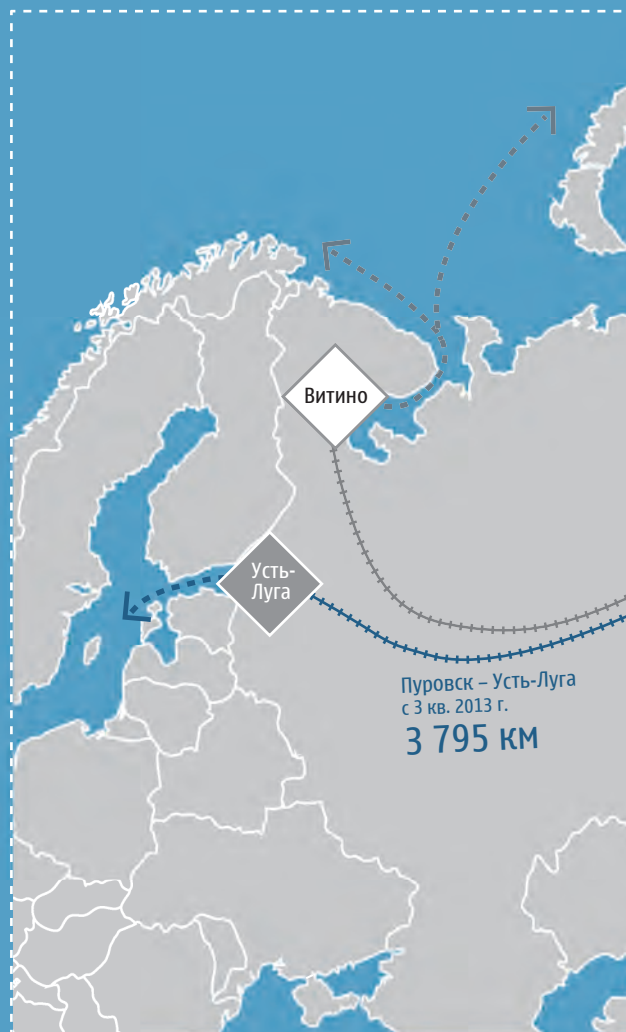 Витино
Усть-
Луга
Пуровск – Усть-Луга
с 3 кв. 2013 г.
3 795 км